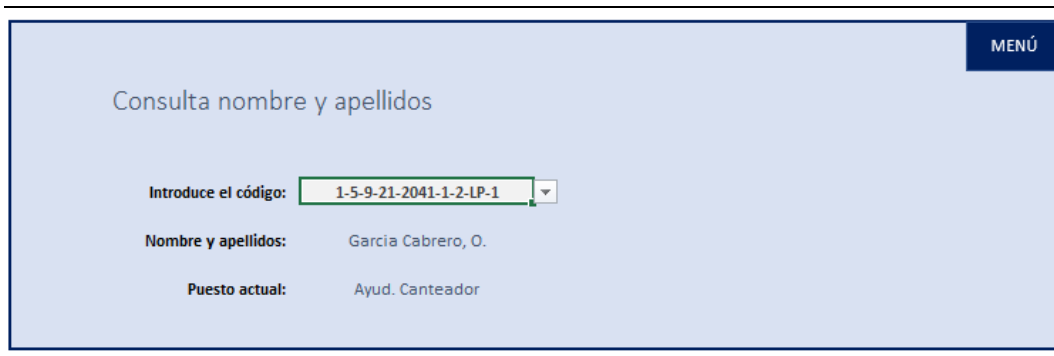 MENÚ
Consulta nombre y apellidos
Introduce el código: 1-5-9-21-2041-1-2-LP-1
Nombre y apellidos: Garcia Cabrero, O.
Puesto actual: Ayud. Canteador